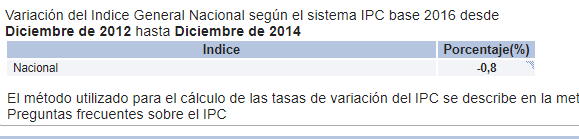 Variación del Indice General Nacional según el sistema IPC base 2016 desde
Diciembre de 2012 hasta Diciembre de 2014
Indice Porcentaje(%)
Nacional -0,8
El método utilizado para el cálculo de las tasas de variación del IPC se describe en la
Preguntas frecuentes sobre el IPC